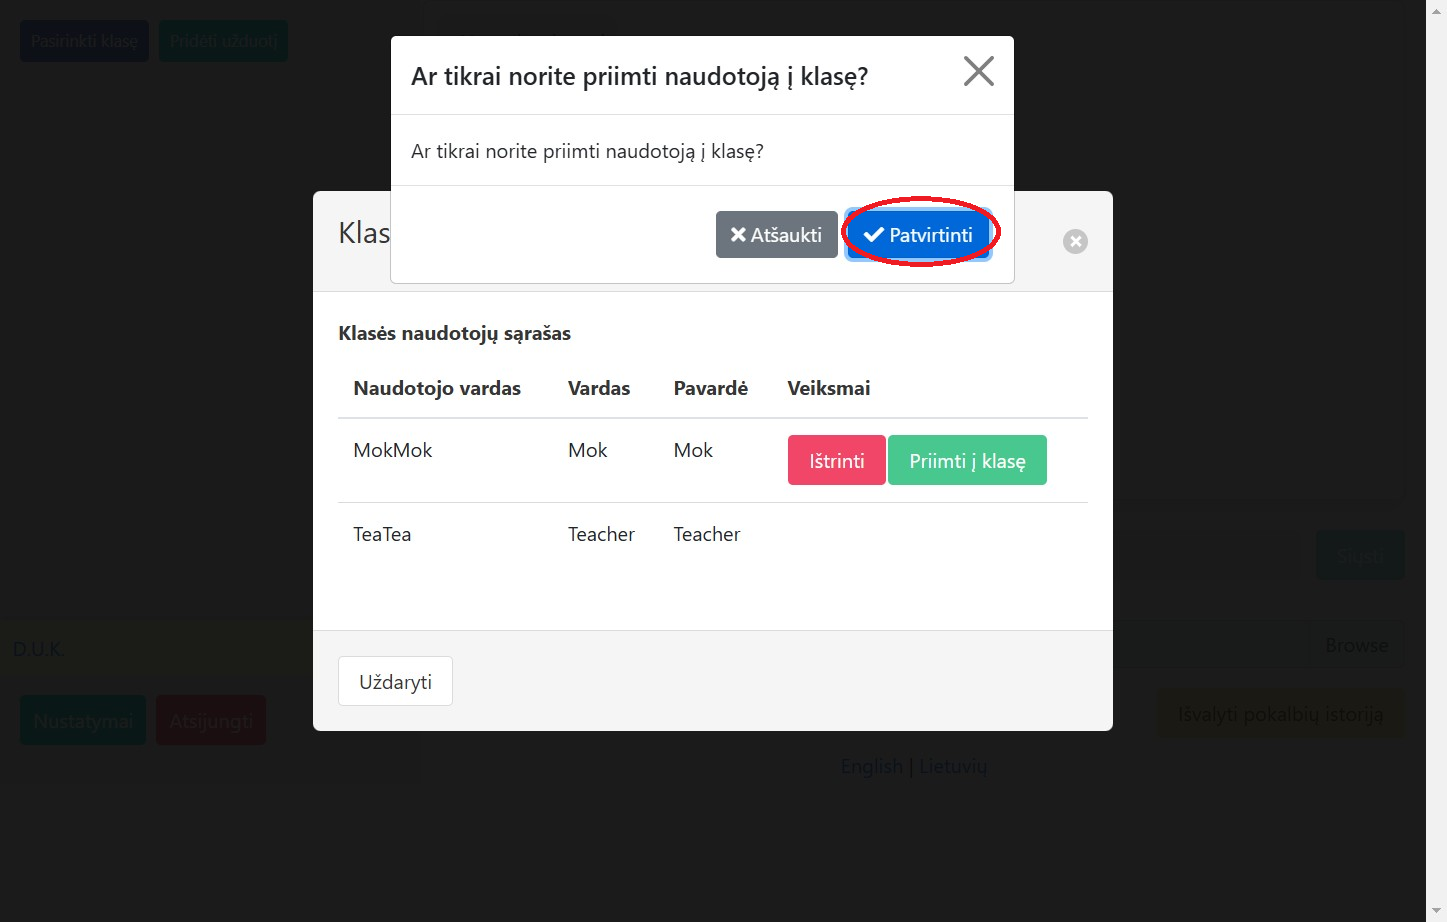 Pasirinkti klasę Pridėti užduotį
Ar tikrai norite priimti naudotoją į klasę?
Ar tikrai norite priimti naudotoją į klasę?
Atšaukti Patvirtinti
Klas
Klasės naudotojų sąrašas
Naudotojo vardas Vardas Pavardė Veiksmai
MokMok Mok Mok Ištrinti Priimti į klasę
TeaTea Teacher Teacher
Siųsti
D.U.K.
Browse
Uždaryti
Nustatymai Atsijungti
Išvalyti pokalbių istoriją
English | Lietuvių